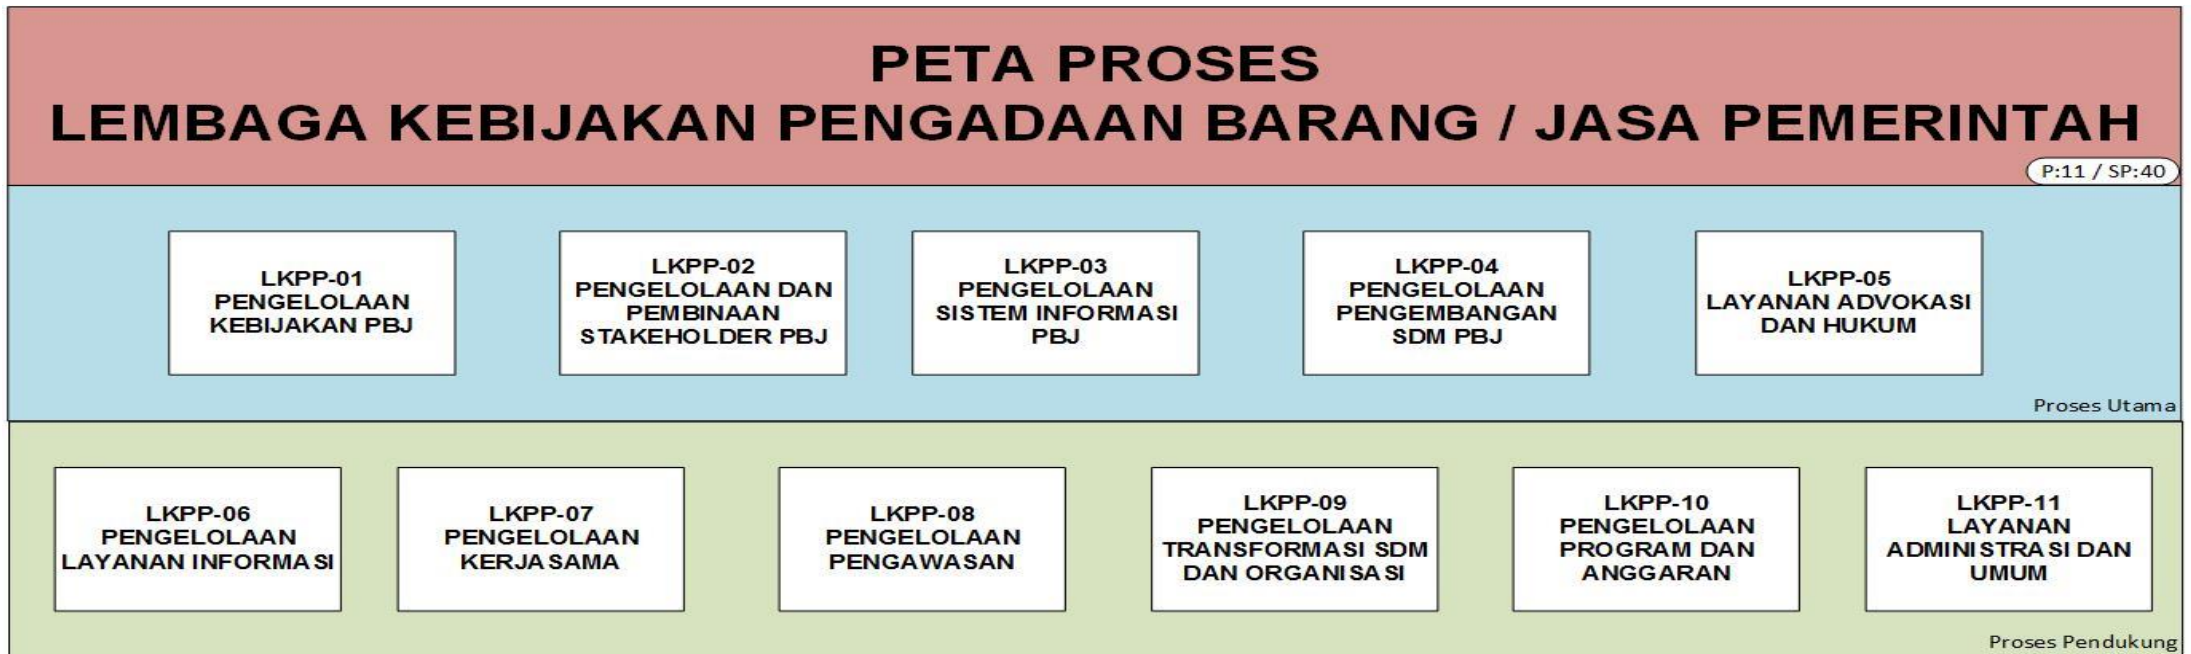 PETA PROSES
LEMBAGA KEBIJAKAN PENGADAAN BARANG / JASA PEMERINTAH
P:11 / SP:40
LKPP-01
PENGELOLAAN
KEBIJAKAN PBJ
LKPP-02
PENGELOLAAN DAN
PEMBINAAN
STAKEHOLDER PBJ
LKPP-03
PENGELOLAAN
SISTEM INFORMASI
PBJ
LKPP-04
PENGELOLAAN
PENGEMBANGAN
SDM PBJ
LKPP-05
LAYANAN ADVOKASI
DAN HUKUM
Proses Utama
LKPP-06
PENGELOLAAN
LAYANAN INFORMASI
LKPP-07
PENGELOLAAN
KERJASAMA
LKPP-08
PENGELOLAAN
PENGAWASAN
LKPP-09
PENGELOLAAN
TRANSFORMASI SDM
DAN ORGANISASI
LKPP-10
PENGELOLAAN
PROGRAM DAN
ANGGARAN
LKPP-11
LAYANAN
ADMINISTRASI DAN
UMUM
Proses Pendukung